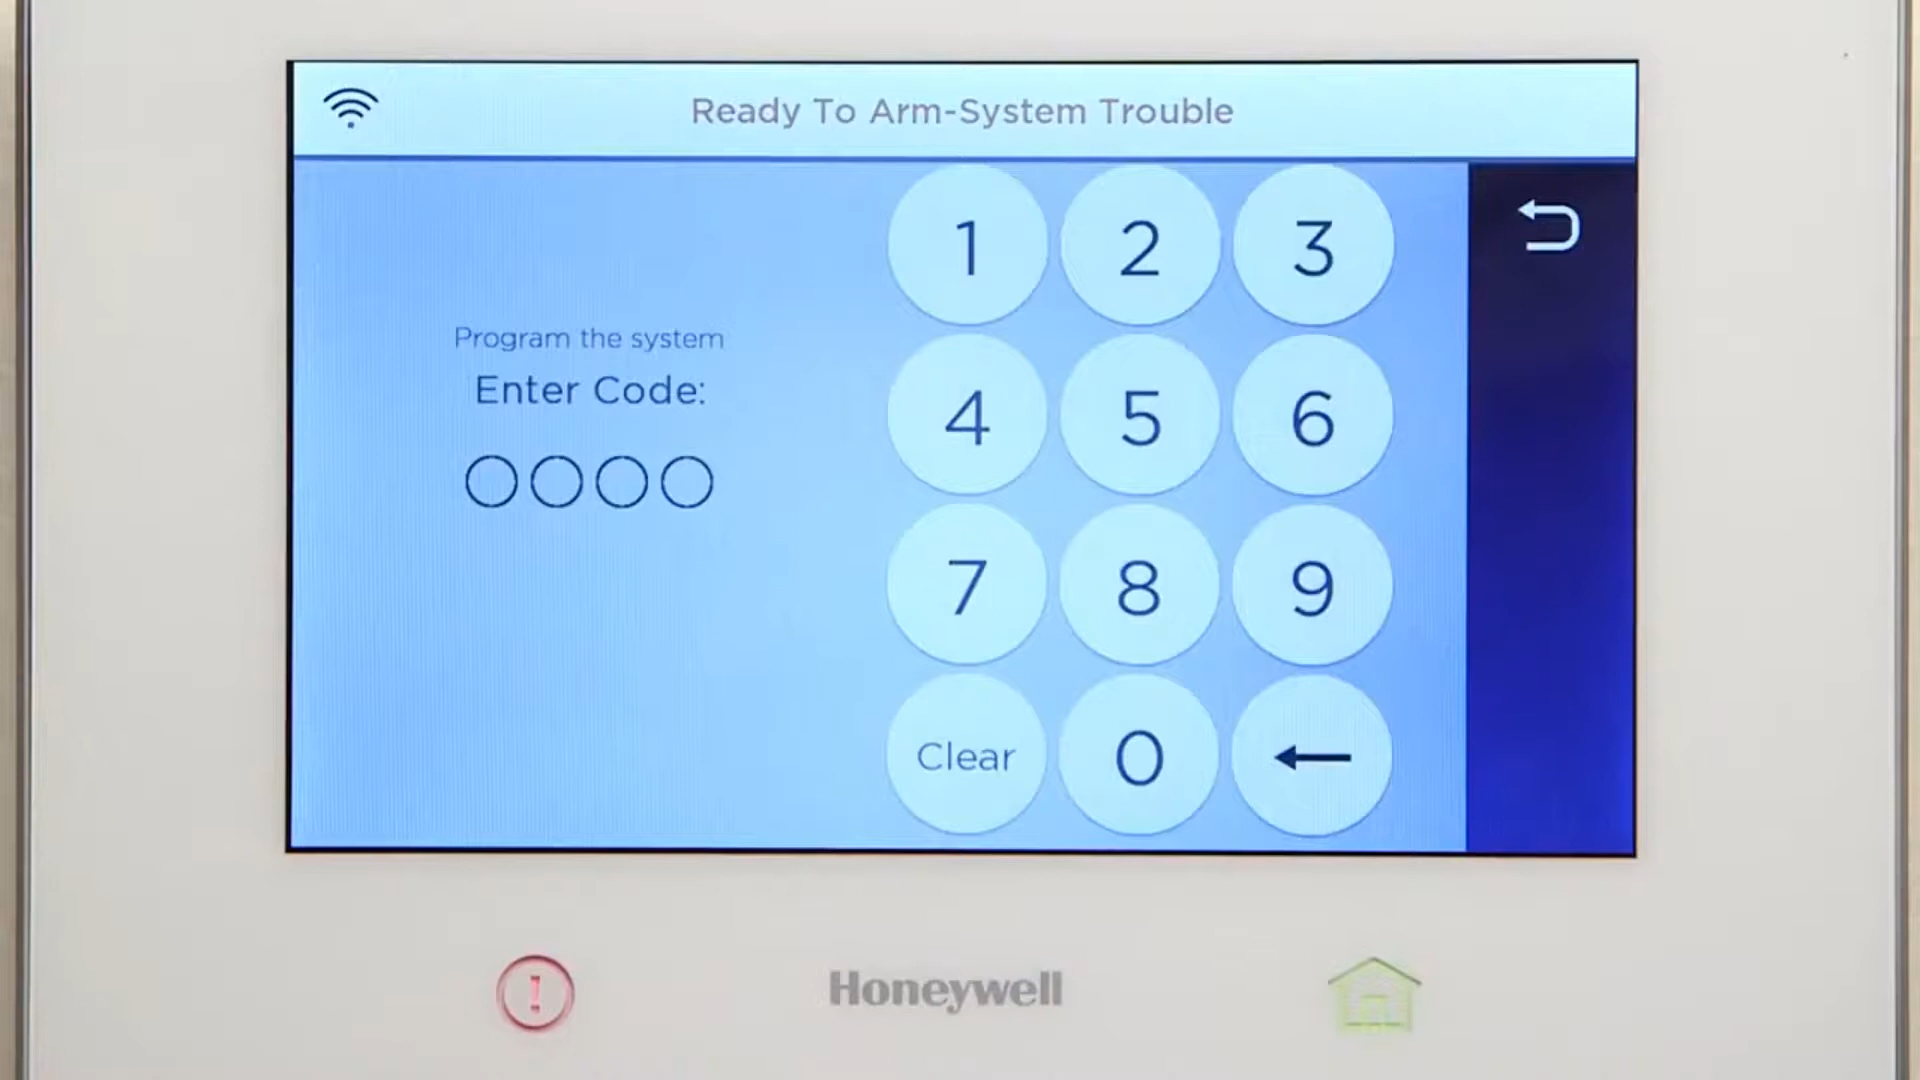 Ready To Arm-System Trouble
Program the system
Enter Code:
1 2 3
4 5 6
7 8 9
Clear 0
Honeywell